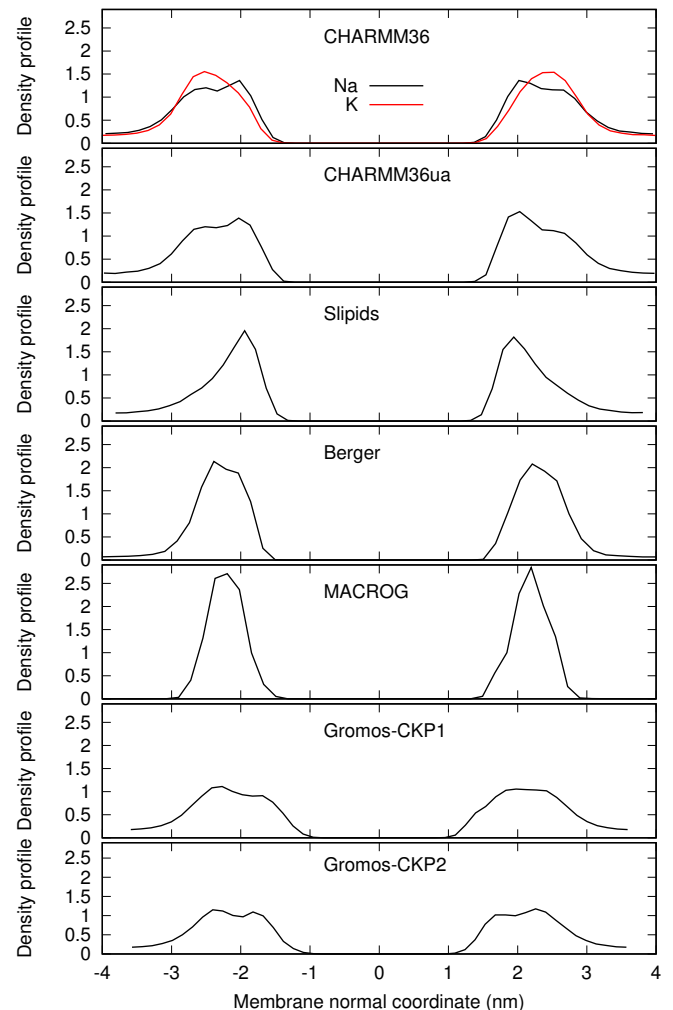 Density profile
2.5
2
1.5
1
0.5
0
CHARMM36
Na
K
Density profile
2.5
2
1.5
1
0.5
0
CHARMM36ua
Density profile
2.5
2
1.5
1
0.5
0
Slipids
Density profile
2.5
2
1.5
1
0.5
0
Berger
Density profile
2.5
2
1.5
1
0.5
0
MACROG
Density profile
2.5
2
1.5
1
0.5
0
Gromos-CKP1
Density profile
2.5
2
1.5
1
0.5
0
Gromos-CKP2
-4 -3 -2 -1 0 1 2 3 4
Membrane normal coordinate (nm)